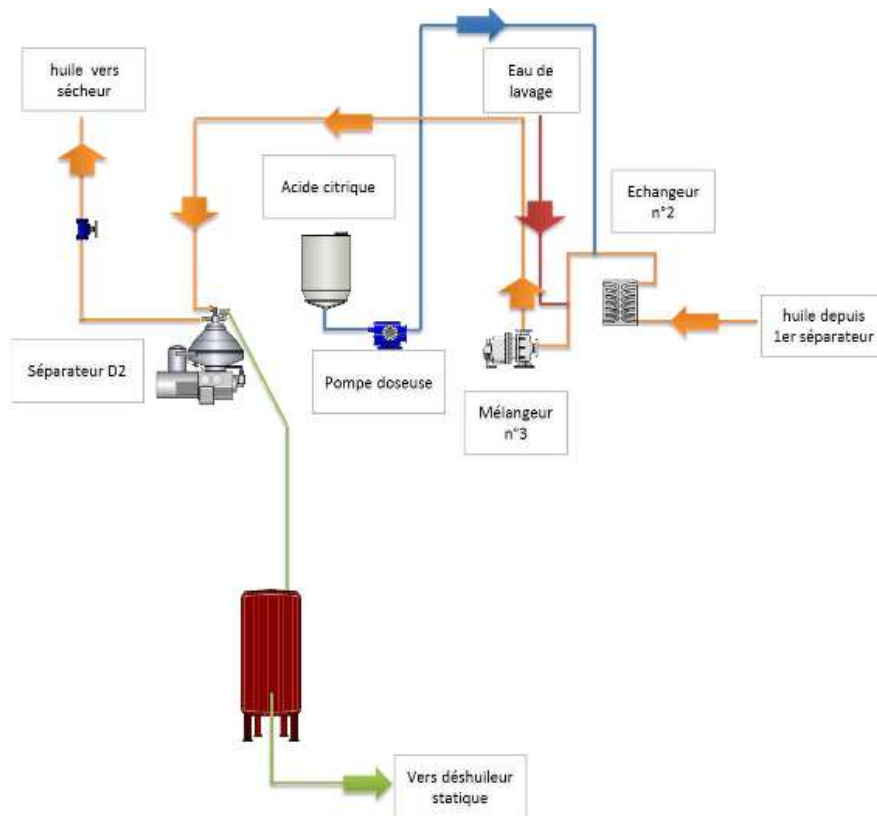 huile vers
sécheur
Eau de
lavage
Acide citrique
Echangeur
n°2
huile depuis
1er séparateur
Séparateur D2
Pompe doseuse
Mélangeur
n°3
Vers déshuileur
statique